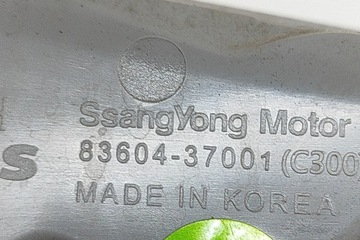 SsangYong Motor
83604-37001 (C300)
MADE IN KOREA